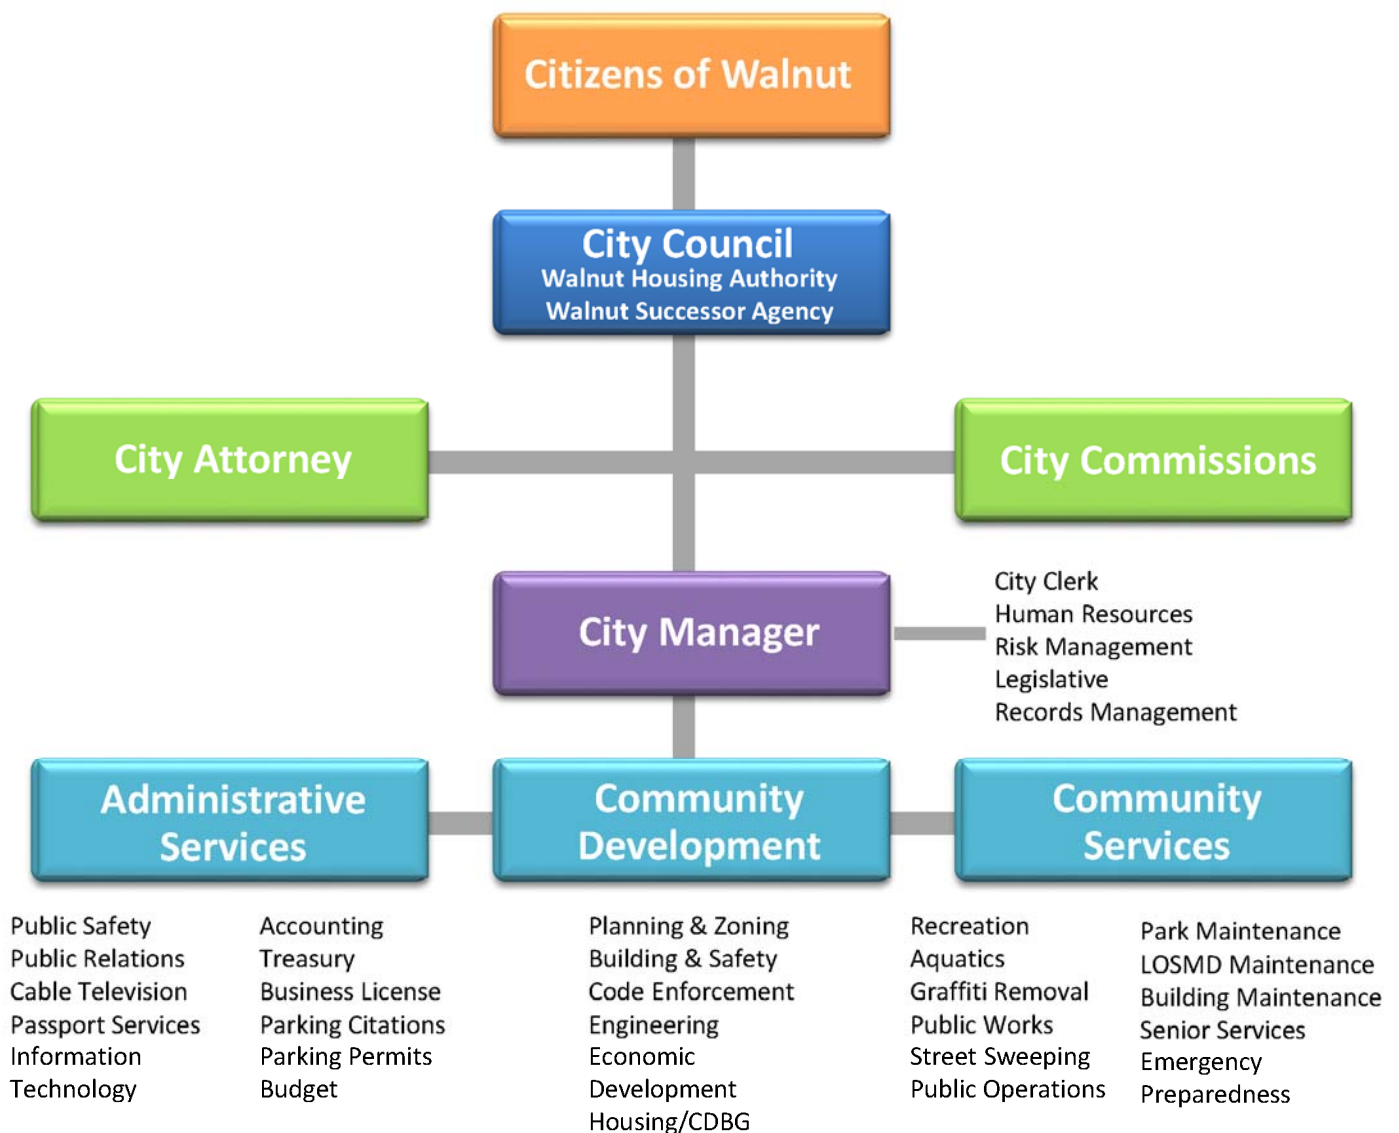 Citizens of Walnut
City Council
Walnut Housing Authority
Walnut Successor Agency
City Attorney
City Commissions
City Manager
City Clerk
Human Resources
Risk Management
Legislative
Records Management
Administrative
Services
Community
Development
Community
Services
Public Safety
Public Relations
Cable Television
Passport Services
Information
Technology
Accounting
Treasury
Business License
Parking Citations
Parking Permits
Budget
Planning & Zoning
Building & Safety
Code Enforcement
Engineering
Economic
Development
Housing/CDBG
Recreation
Aquatics
Graffiti Removal
Public Works
Street Sweeping
Public Operations
Park Maintenance
LOSMD Maintenance
Building Maintenance
Senior Services
Emergency
Preparedness